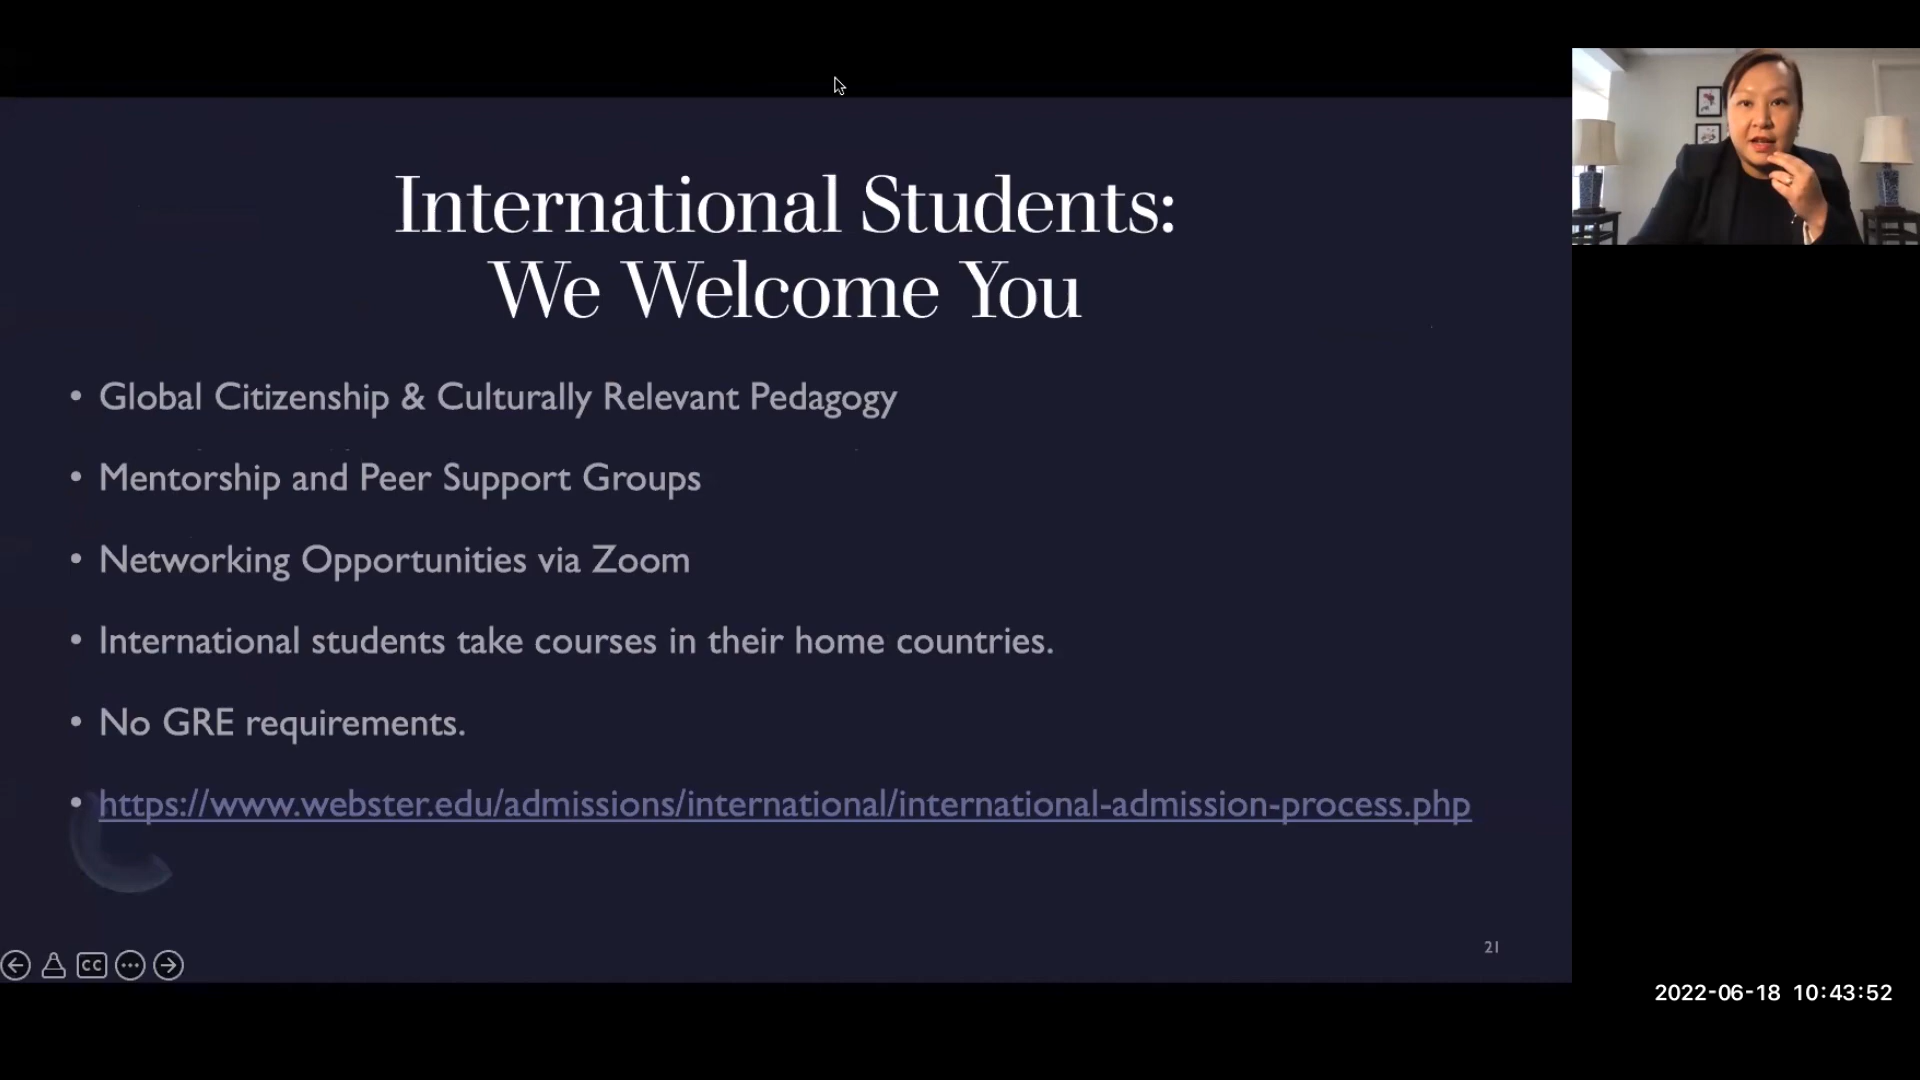 International Students:
We Welcome You
• Global Citizenship & Culturally Relevant Pedagogy
• Mentorship and Peer Support Groups
• Networking Opportunities via Zoom
• International students take courses in their home countries.
• No GRE requirements.
• https://www.webster.edu/admissions/international/international-admission-process.php
21
CC
2022-06-18 10:43:52